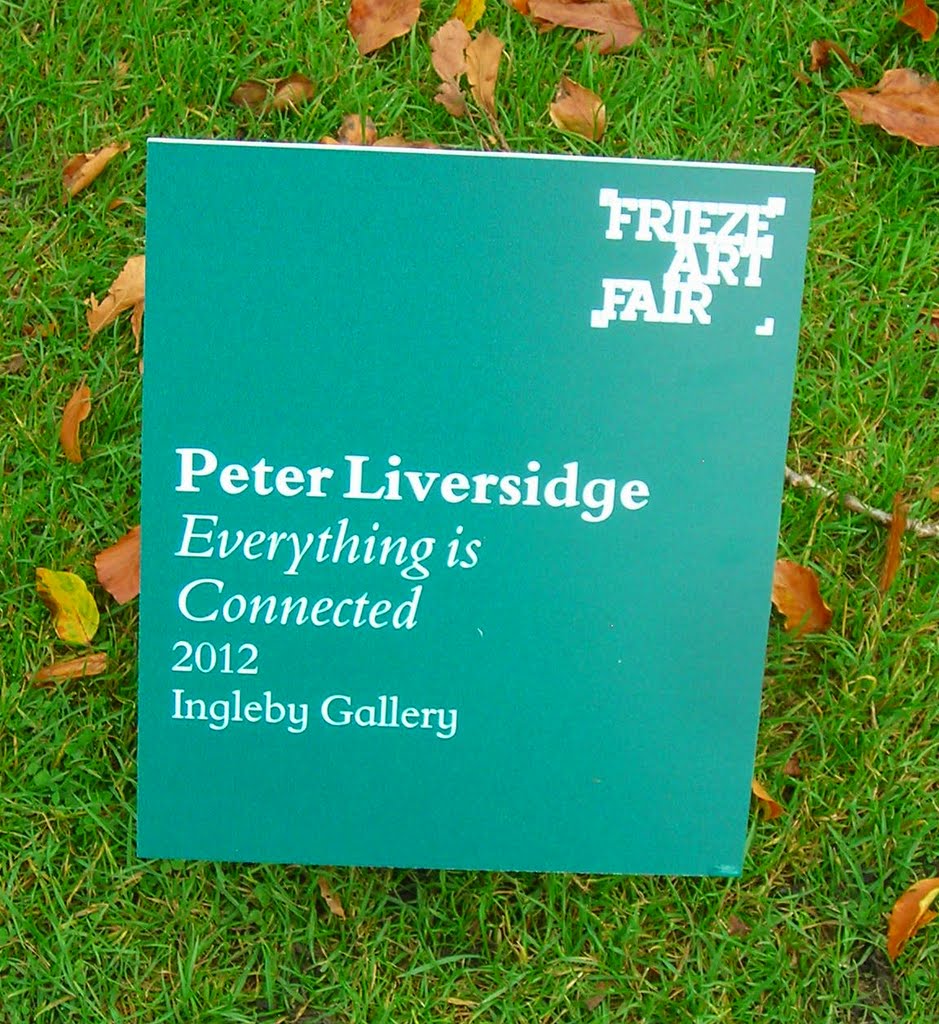 FRIEZE
ART
FAIR
Peter Liversidge
Everything is
Connected
2012
Ingleby Gallery